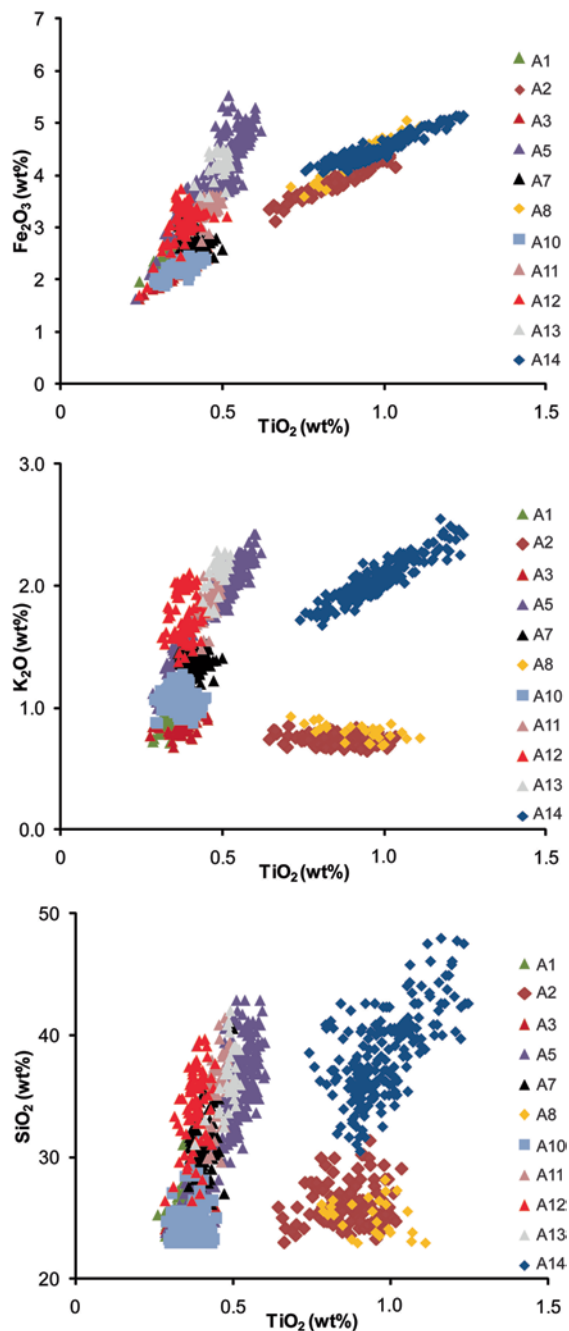 7
6
5
4
3
2
1
0
Fe₂O₃ (wt%)
0
0.5
1.0
1.5
TiO₂ (wt%)
A1
A2
A3
A5
A7
A8
A10
A11
A12
A13
A14
3.0
2.0
1.0
0.0
K₂O (wt%)
0
0.5
1.0
1.5
TiO₂ (wt%)
A1
A2
A3
A5
A7
A8
A10
A11
A12
A13
A14
50
40
30
20
SiO₂ (wt%)
0
0.5
1.0
1.5
TiO₂ (wt%)
A1
A2
A3
A5
A7
A8
A10
A11
A12
A13
A14